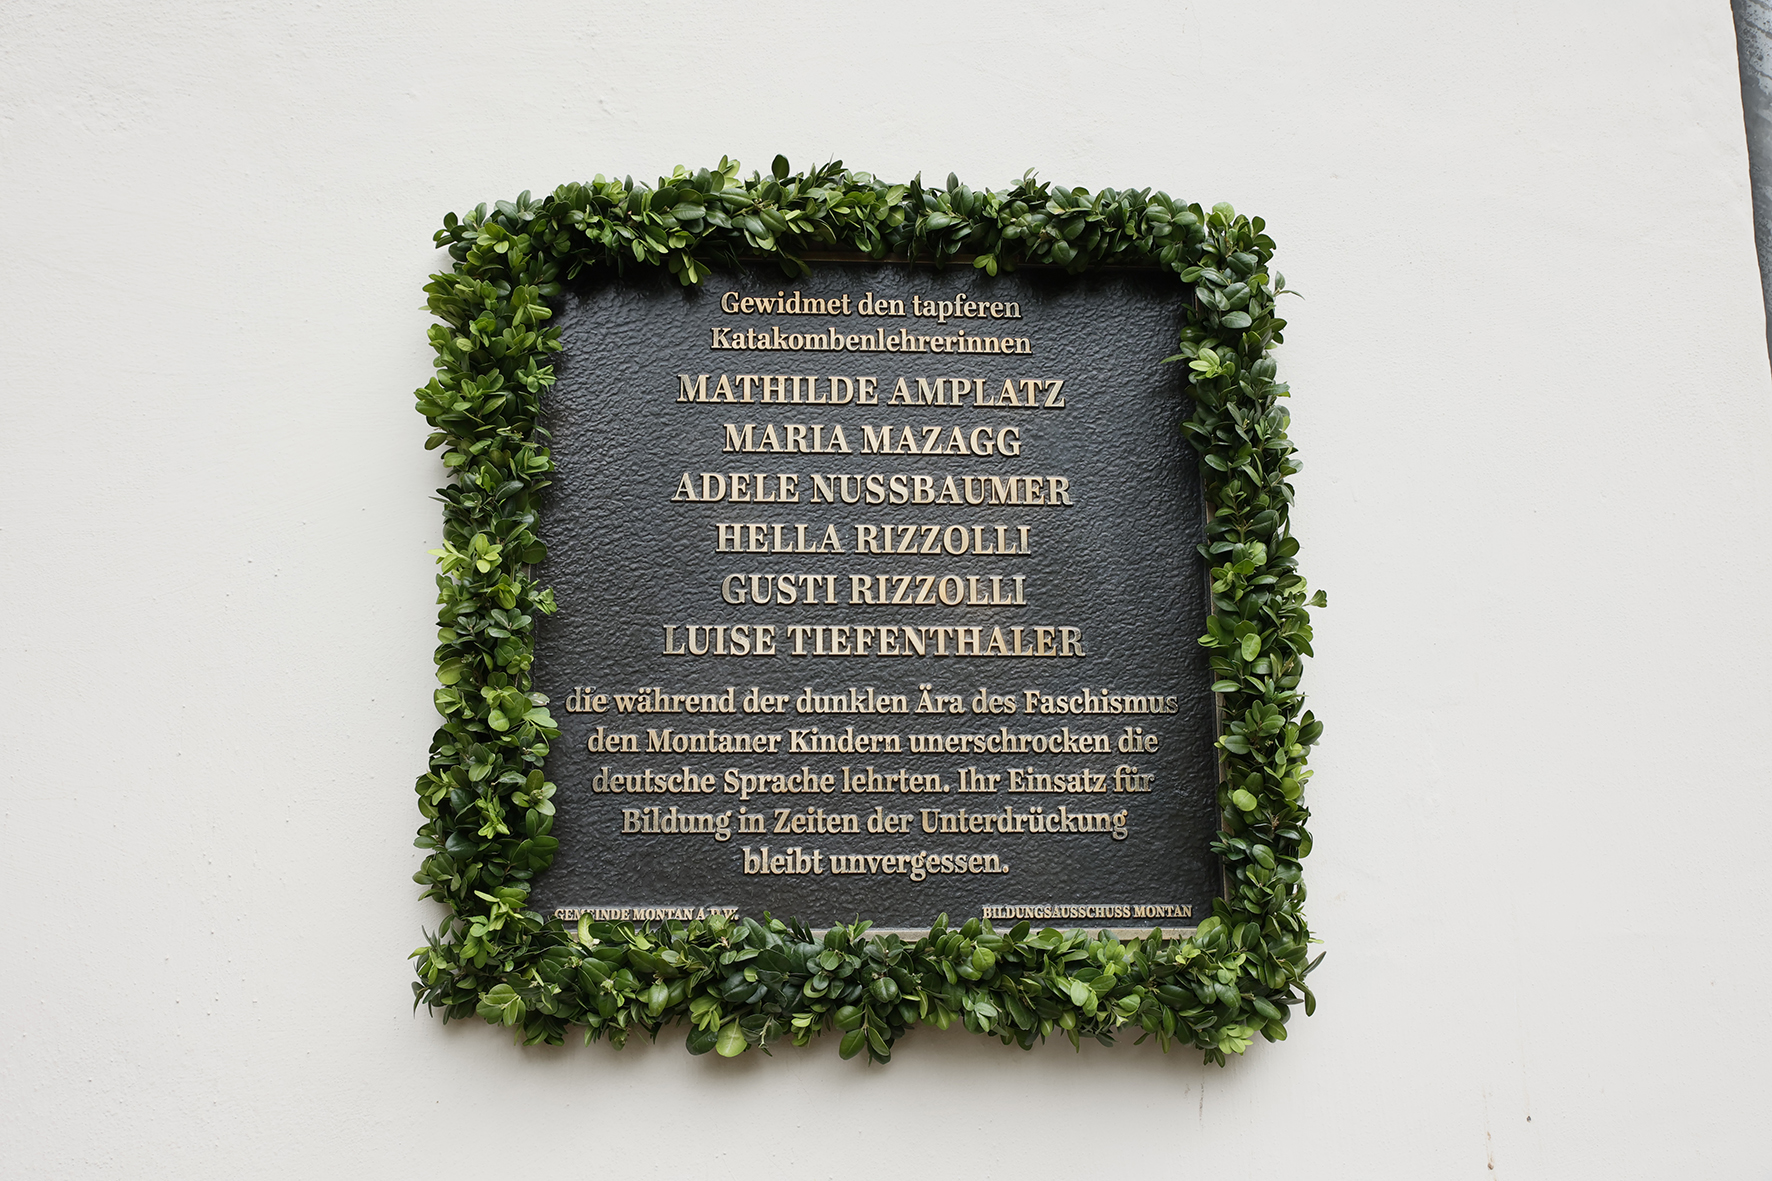 Gewidmet den tapferen
Katakombenlehrerinnen
MATHILDE AMPLATZ
MARIA MAZAGG
ADELE NUSSBAUMER
HELLA RIZZOLLI
GUSTI RIZZOLLI
LUISE TIEFENTHALER
die während der dunklen Ära des Faschismus
den Montaner Kindern unerschrocken die
deutsche Sprache lehrten. Ihr Einsatz für
Bildung in Zeiten der Unterdrückung
bleibt unvergessen.
GEMEINDE MONTAN A.D.W.
BILDUNGSAUSSCHUSS MONTAN